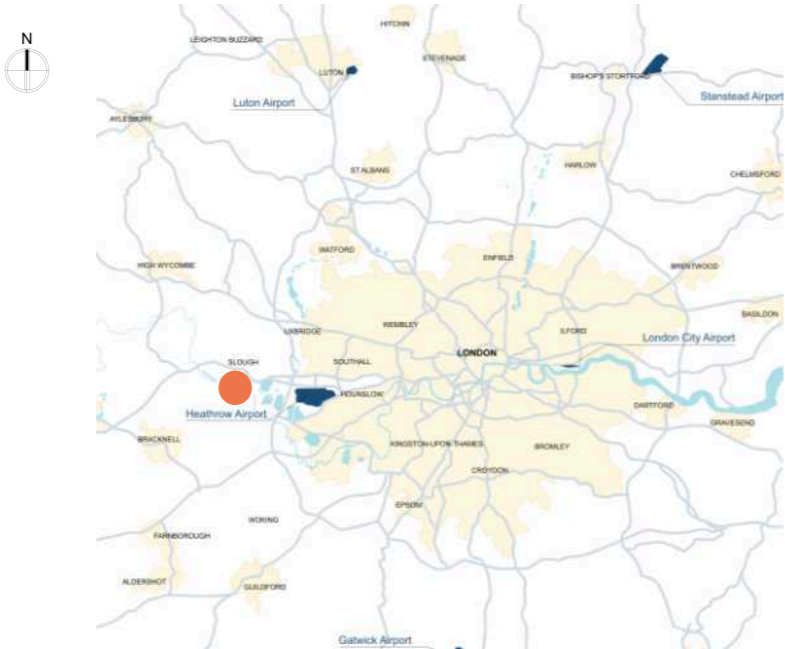 N
HITCHIN
LEIGHTON BUZZARD
STEVENAGE
LUTON
BISHOP'S STORTFORD
Luton Airport
Stanstead Airport
AYLESBURY
ST ALBANS
HARLOW
CHELMSFORD
WATFORD
ENFIELD
HIGH WYCOMBE
BRENTWOOD
BASILDON
UXBRIDGE
WEMBLEY
ILFORD
London City Airport
LONDON
SLOUGH
SOUTHALL
HOUNSLOW
Heathrow Airport
DARTFORD
GRAVESEND
BRACKNELL
KINGSTON-UPON-THAMES
BROMLEY
CROYDON
EPSOM
WOKING
FARNBOROUGH
ALDERSHOT
GUILDFORD
Gatwick Airport